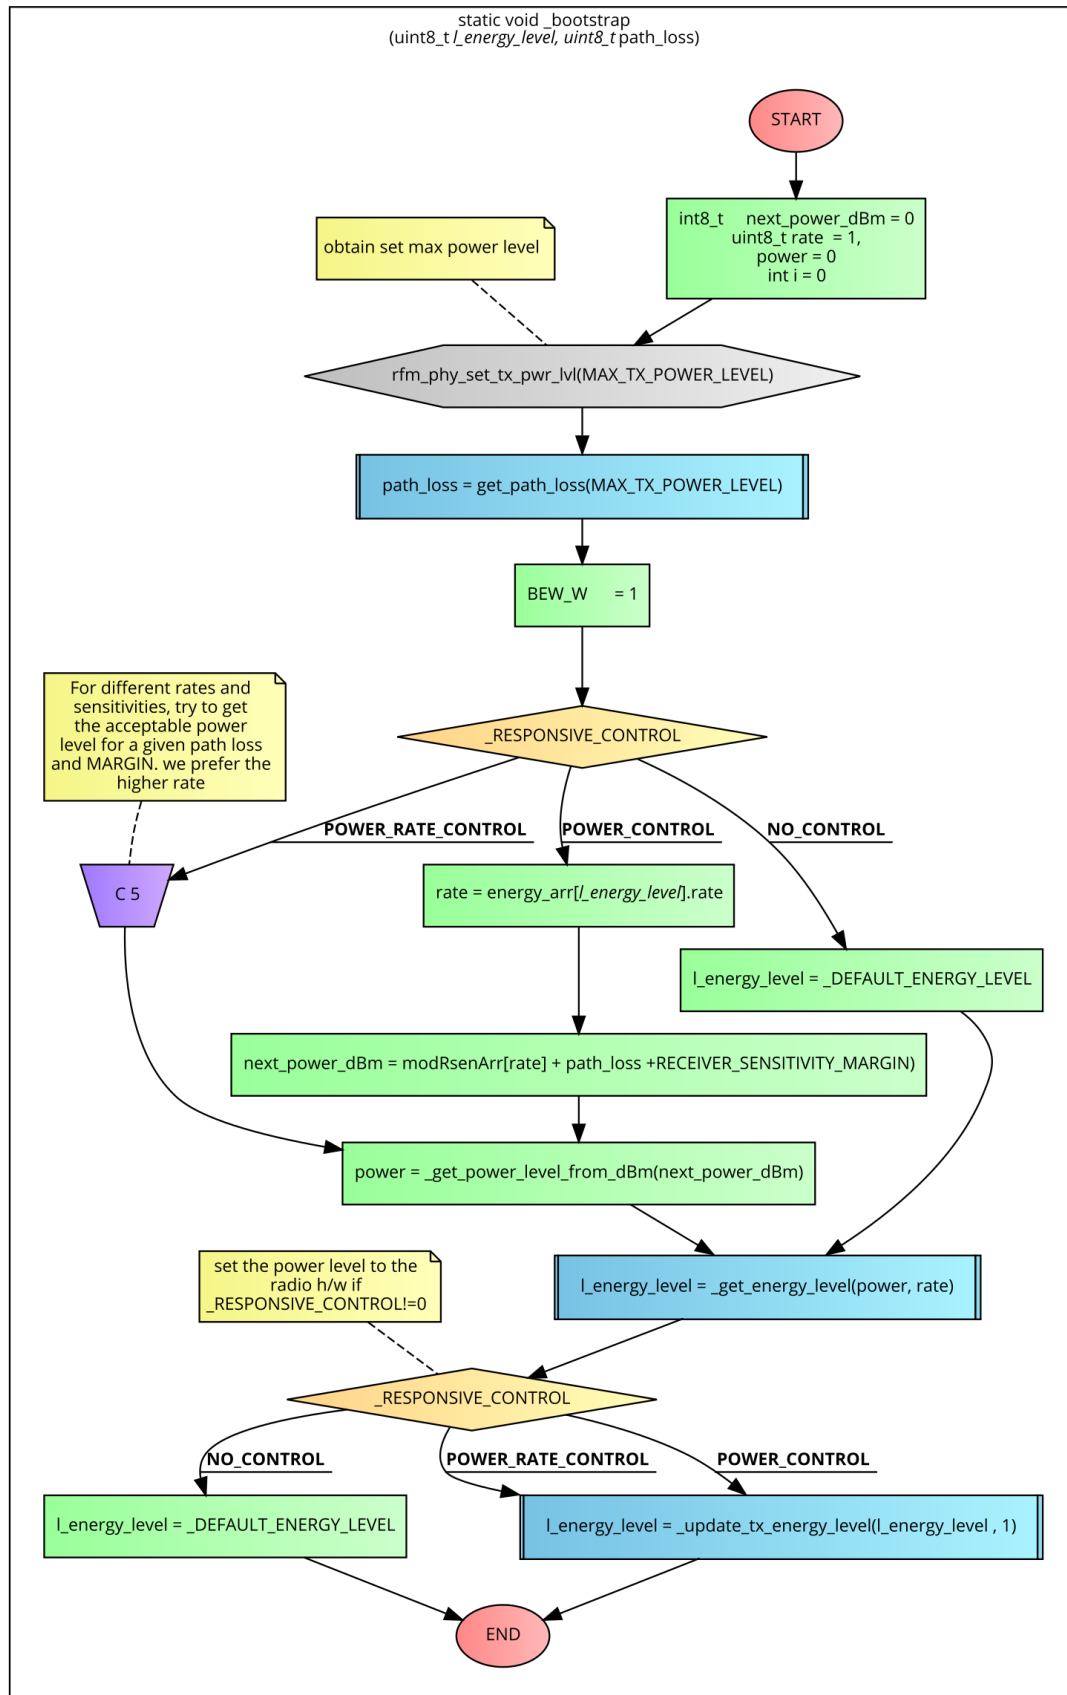 static void _bootstrap
(uint8_t l_energy_level, uint8_t path_loss)
START
int8_t next_power_dBm = 0
uint8_t rate = 1,
power = 0
int i = 0
obtain set max power level
rfm_phy_set_tx_pwr_lvl(MAX_TX_POWER_LEVEL)
path_loss = get_path_loss(MAX_TX_POWER_LEVEL)
BEW_W = 1
For different rates and
sensitivities, try to get
the acceptable power
level for a given path loss
and MARGIN. we prefer the
higher rate
_RESPONSIVE_CONTROL
POWER_RATE_CONTROL
POWER_CONTROL
NO_CONTROL
C 5
rate = energy_arr[l_energy_level].rate
l_energy_level = _DEFAULT_ENERGY_LEVEL
next_power_dBm = modRsenArr[rate] + path_loss +RECEIVER_SENSITIVITY_MARGIN)
power = _get_power_level_from_dBm(next_power_dBm)
set the power level to the
radio h/w if
_RESPONSIVE_CONTROL!=0
l_energy_level = _get_energy_level(power, rate)
_RESPONSIVE_CONTROL
NO_CONTROL
POWER_RATE_CONTROL
POWER_CONTROL
l_energy_level = _DEFAULT_ENERGY_LEVEL
l_energy_level = _update_tx_energy_level(l_energy_level , 1)
END